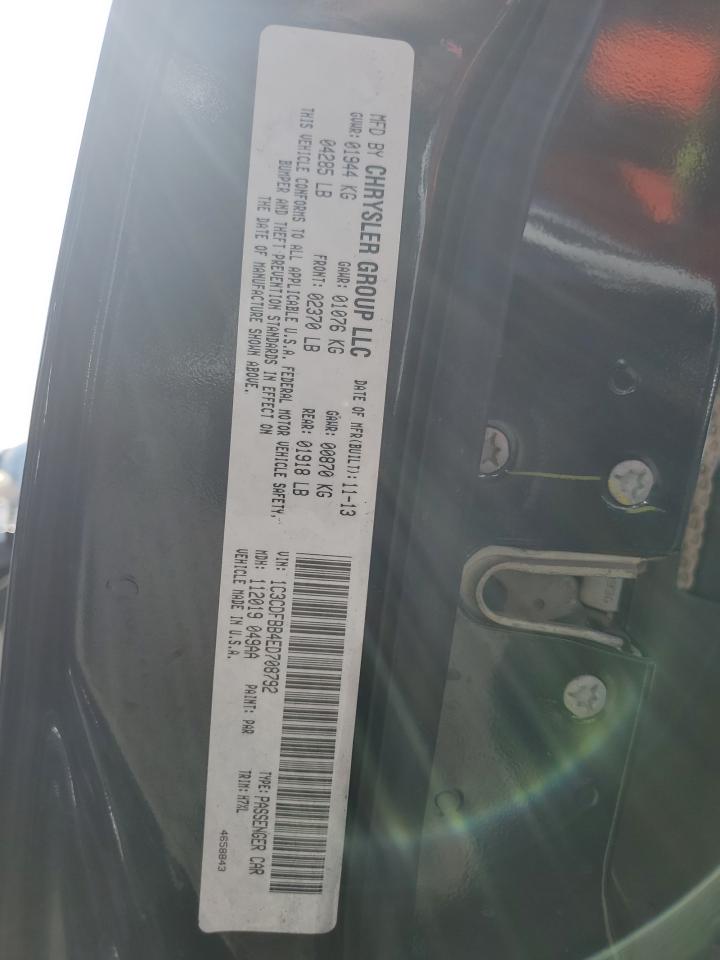 MFD BY CHRYSLER GROUP LLC DATE OF MFR(BUILT): 11-13
GVWR: 01944 KG GAWR: 01076 KG GAWR: 00870 KG
04285 LB FRONT: 02370 LB REAR: 01918 LB
THIS VEHICLE CONFORMS TO ALL APPLICABLE U.S.A. FEDERAL MOTOR VEHICLE SAFETY,
BUMPER AND THEFT PREVENTION STANDARDS IN EFFECT ON
THE DATE OF MANUFACTURE SHOWN ABOVE.
VIN: 1C3CDFBB4ED708792 TYPE: PASSENGER CAR
MDH: 112019 049AA PAINT: PAR TRIM: H7XL
VEHICLE MADE IN U.S.A. 4658843